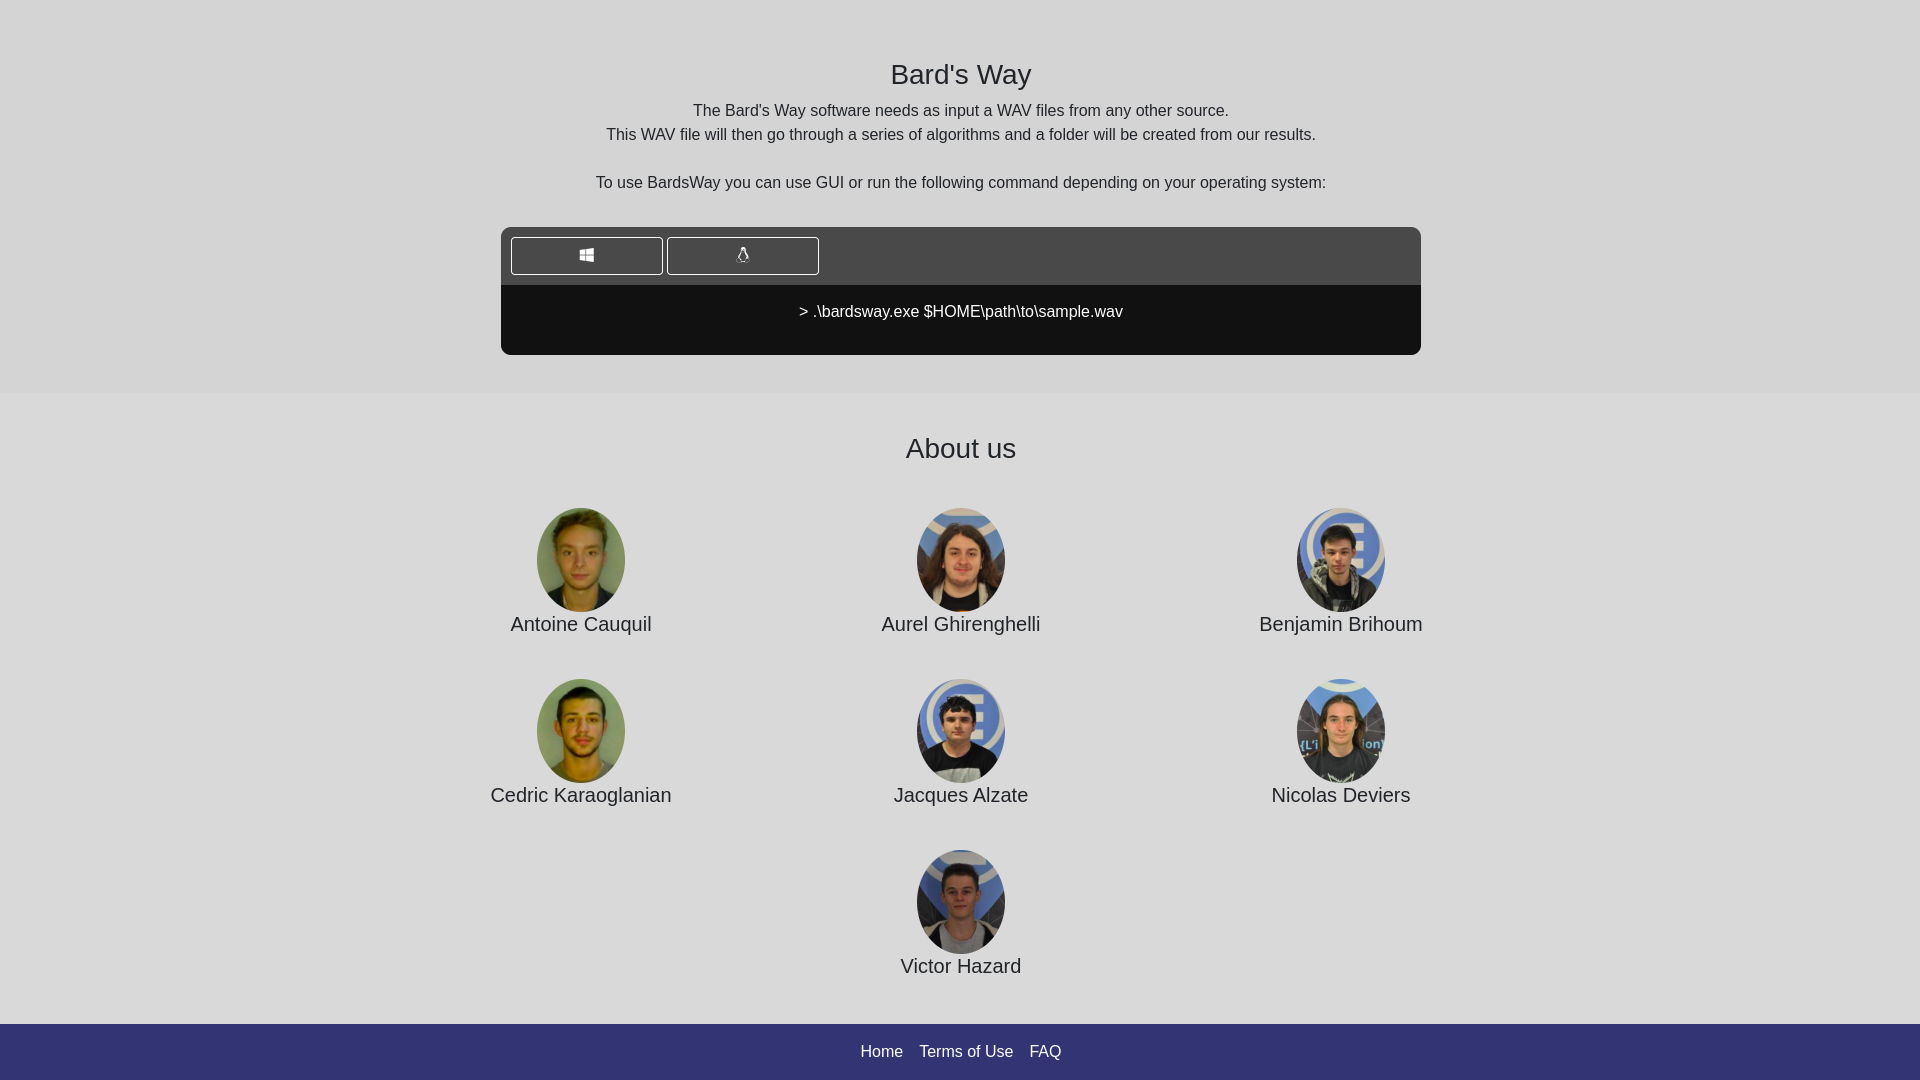 Bard's Way
The Bard's Way software needs as input a WAV files from any other source.
This WAV file will then go through a series of algorithms and a folder will be created from our results.
To use BardsWay you can use GUI or run the following command depending on your operating system:
> .\bardsway.exe $HOME\path\to\sample.wav
About us
Antoine Cauquil
Aurel Ghirenghelli
Benjamin Brihoum
Cedric Karaoglanian
Jacques Alzate
Nicolas Deviers
Victor Hazard
Home Terms of Use FAQ